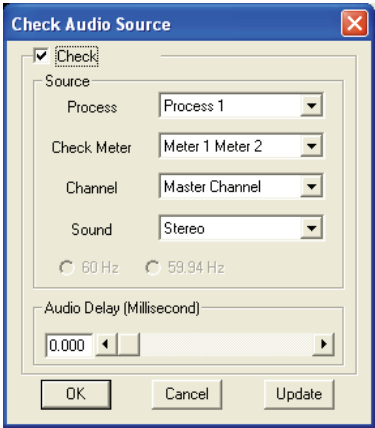 Check Audio Source
Check
Source
Process Process 1
Check Meter Meter 1 Meter 2
Channel Master Channel
Sound Stereo
60 Hz 59.94 Hz
Audio Delay (Millisecond)
0.000
OK Cancel Update